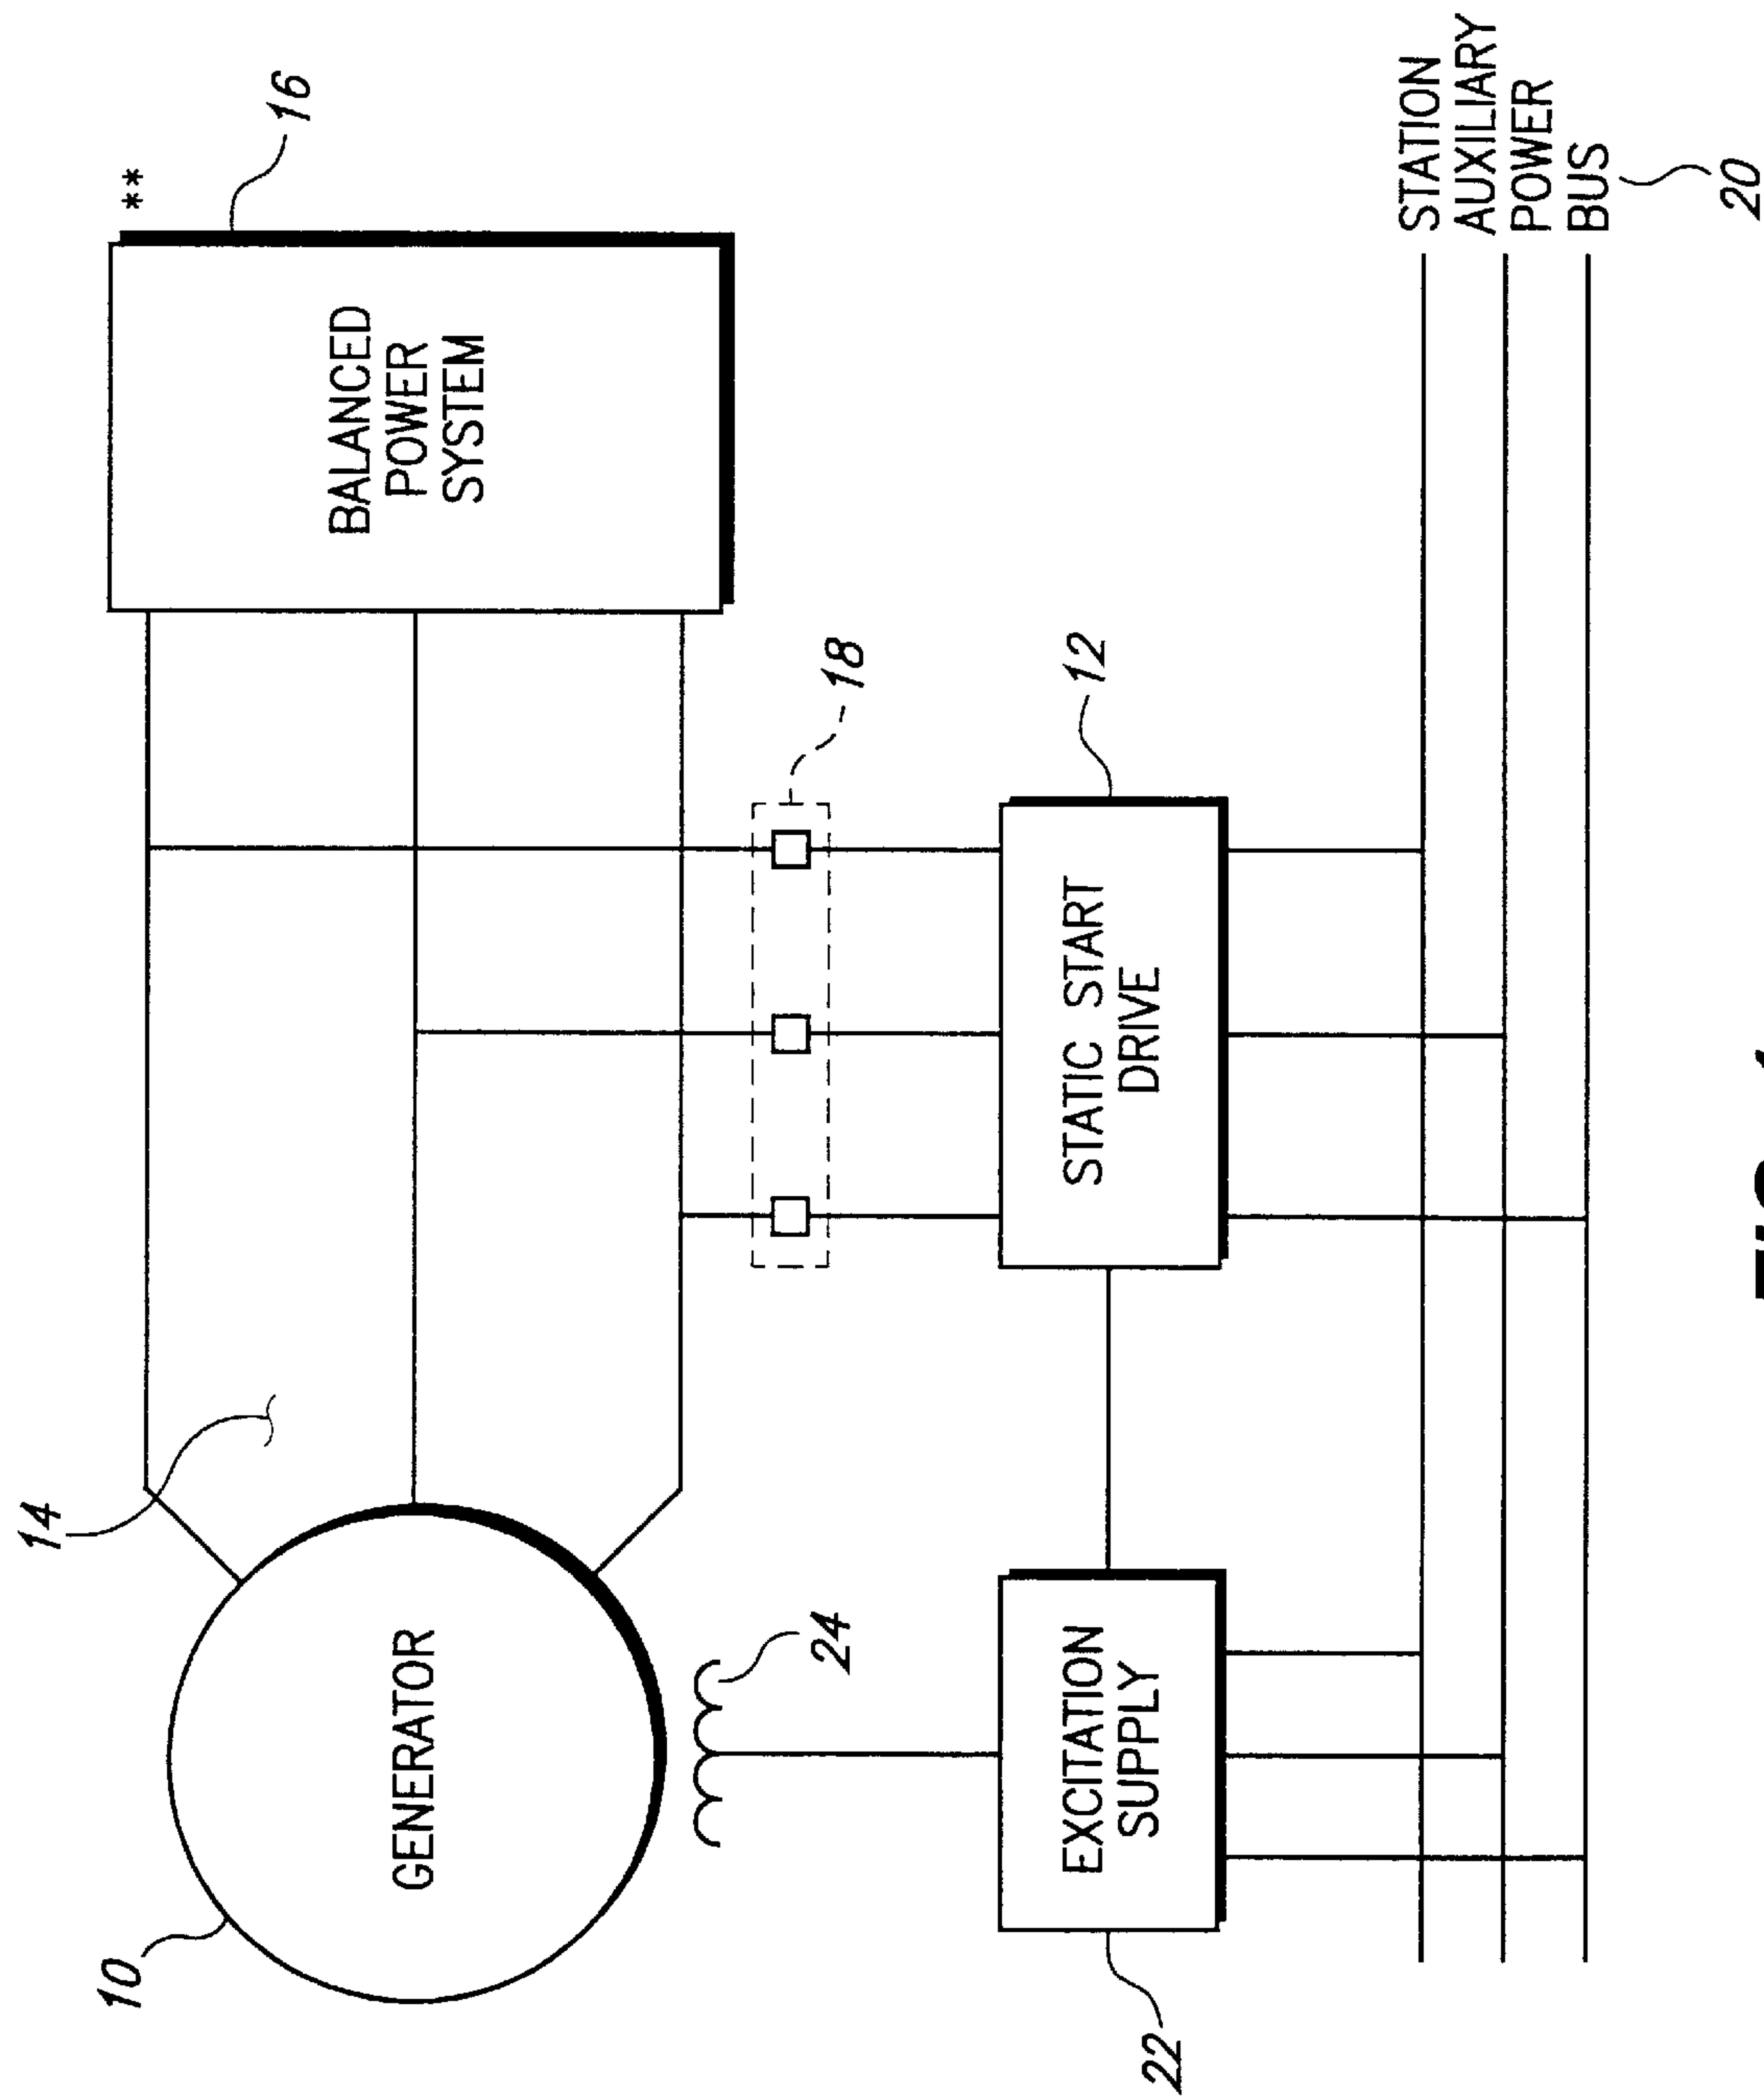 14
**
16
10
GENERATOR
BALANCED
POWER
SYSTEM
24
18
22
EXCITATION
SUPPLY
STATIC START
DRIVE
12
STATION
AUXILIARY
POWER
BUS
20